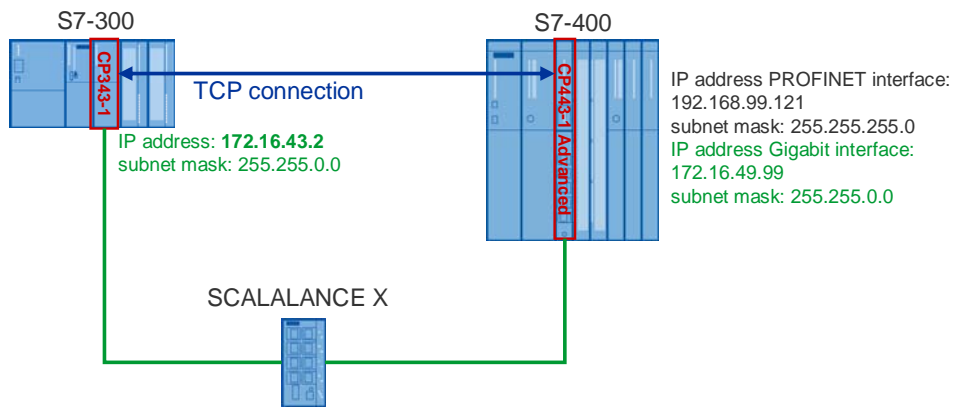 S7-300
S7-400
CP343-1
TCP connection
CP443-1 Advanced
IP address PROFINET interface:
192.168.99.121
subnet mask: 255.255.255.0
IP address Gigabit interface:
172.16.49.99
subnet mask: 255.255.0.0
IP address: 172.16.43.2
subnet mask: 255.255.0.0
SCALALANCE X